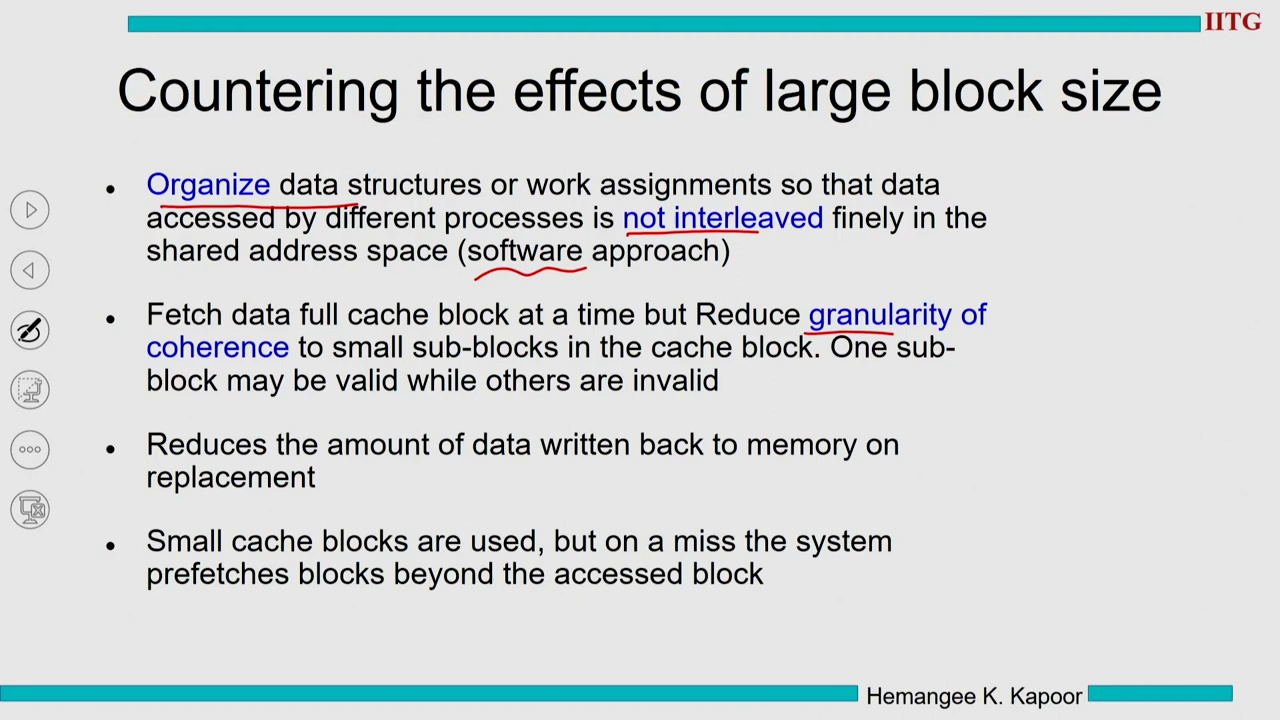 IITG
Countering the effects of large block size
• Organize data structures or work assignments so that data
accessed by different processes is not interleaved finely in the
shared address space (software approach)
• Fetch data full cache block at a time but Reduce granularity of
coherence to small sub-blocks in the cache block. One sub-
block may be valid while others are invalid
• Reduces the amount of data written back to memory on
replacement
• Small cache blocks are used, but on a miss the system
prefetches blocks beyond the accessed block
Hemangee K. Kapoor